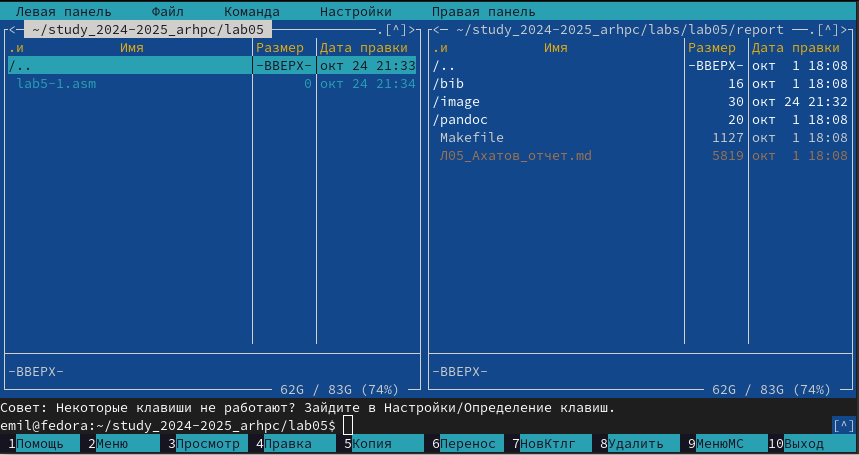 Левая панель Файл Команда Настройки Правая панель
<─ ~/study_2024-2025_arhpc/lab05 ─.[^]> <─ ~/study_2024-2025_arhpc/labs/lab05/report ─.[^]>
.и Имя Размер Дата правки .и Имя Размер Дата правки
/.. -ВВЕРХ- окт 24 21:33 /.. -ВВЕРХ- окт 1 18:08
lab5-1.asm 0 окт 24 21:34 /bib 16 окт 1 18:08
/image 30 окт 24 21:32
/pandoc 20 окт 1 18:08
Makefile 1127 окт 1 18:08
Л05_Ахатов_отчет.md 5819 окт 1 18:08
-ВВЕРХ- -ВВЕРХ-
62G / 83G (74%) 62G / 83G (74%)
Совет: Некоторые клавиши не работают? Зайдите в Настройки/Определение клавиш.
emil@fedora:~/study_2024-2025_arhpc/lab05$ [^]
1Помощь 2Меню 3Просмотр 4Правка 5Копия 6Перенос 7НовКтлг 8Удалить 9МенюMC 10Выход